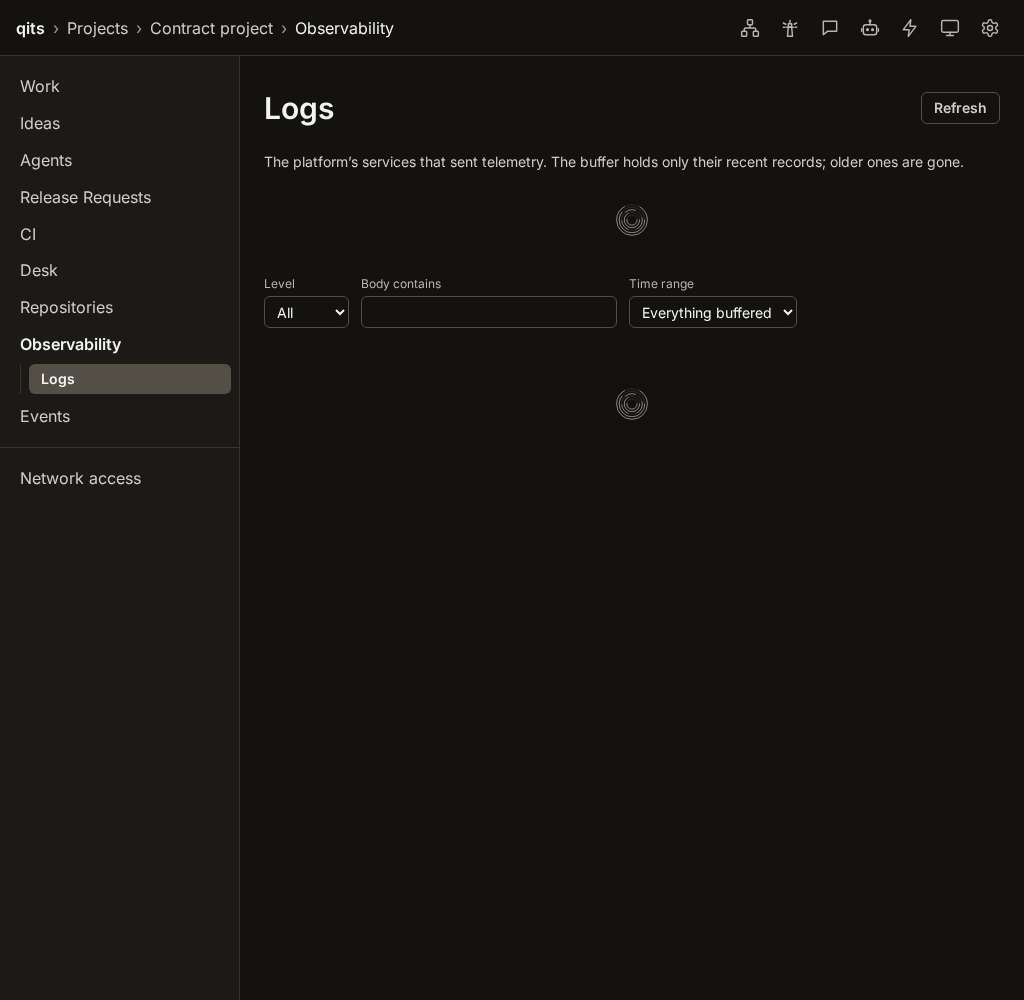 qits › Projects › Contract project › Observability
Work
Ideas
Agents
Release Requests
CI
Desk
Repositories
Observability
Logs
Events
Network access
Logs
Refresh
The platform’s services that sent telemetry. The buffer holds only their recent records; older ones are gone.
Level
Body contains
Time range
All
Everything buffered